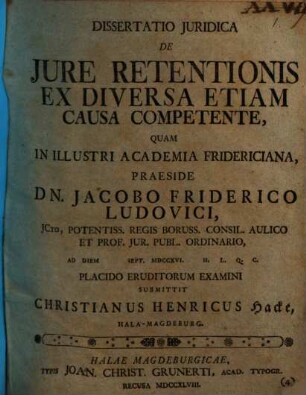 DISSERTATIO JURIDICA
DE
JURE RETENTIONIS
EX DIVERSA ETIAM
CAUSA COMPETENTE,
QUAM
IN ILLUSTRI ACADEMIA FRIDERICIANA,
PRAESIDE
DN. JACOBO FRIDERICO
LUDOVICI,
JCto, POTENTISS. REGIS BORUSS. CONSIL. AULICO
ET PROF. JUR. PUBL. ORDINARIO,
AD DIEM SEPT. MDCCXVI. H. L. Q. C.
PLACIDO ERUDITORUM EXAMINI
SUBMITTIT
CHRISTIANUS HENRICUS Hacke,
HALA-MAGDEBURG.
HALAE MAGDEBURGICAE,
TYPIS JOAN. CHRIST. GRUNERTI, ACAD. TYPOGR.
RECUSA MDCCXLVIII.